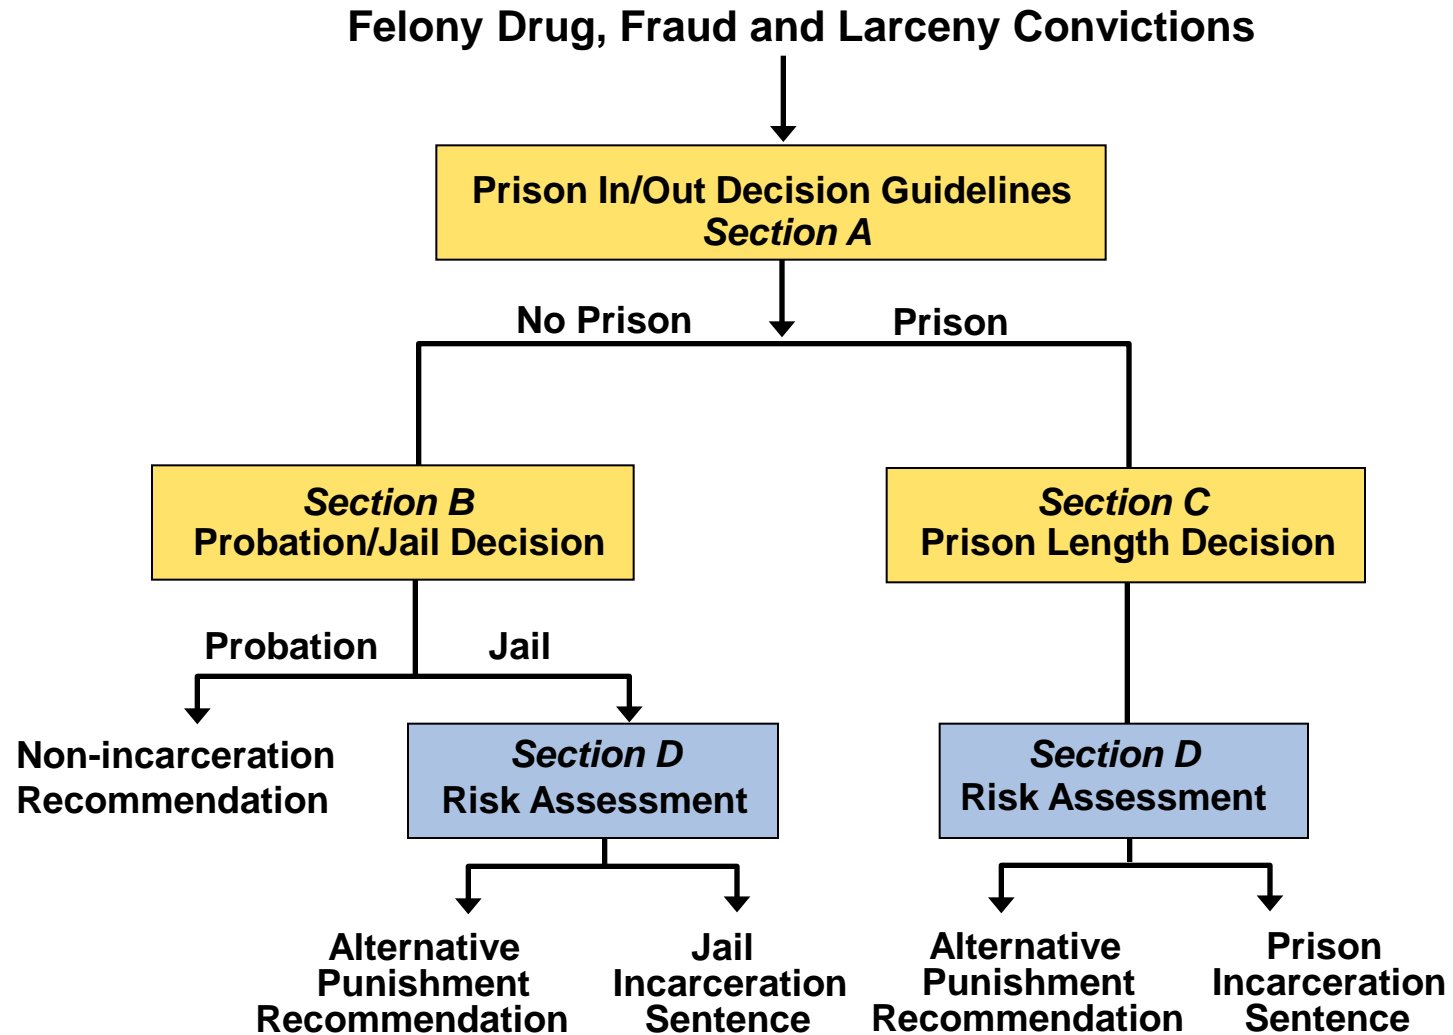 Felony Drug, Fraud and Larceny Convictions
Prison In/Out Decision Guidelines
Section A
No Prison
Prison
Section B
Probation/Jail Decision
Section C
Prison Length Decision
Probation
Jail
Non-incarceration
Recommendation
Section D
Risk Assessment
Section D
Risk Assessment
Alternative
Punishment
Recommendation
Jail
Incarceration
Sentence
Alternative
Punishment
Recommendation
Prison
Incarceration
Sentence